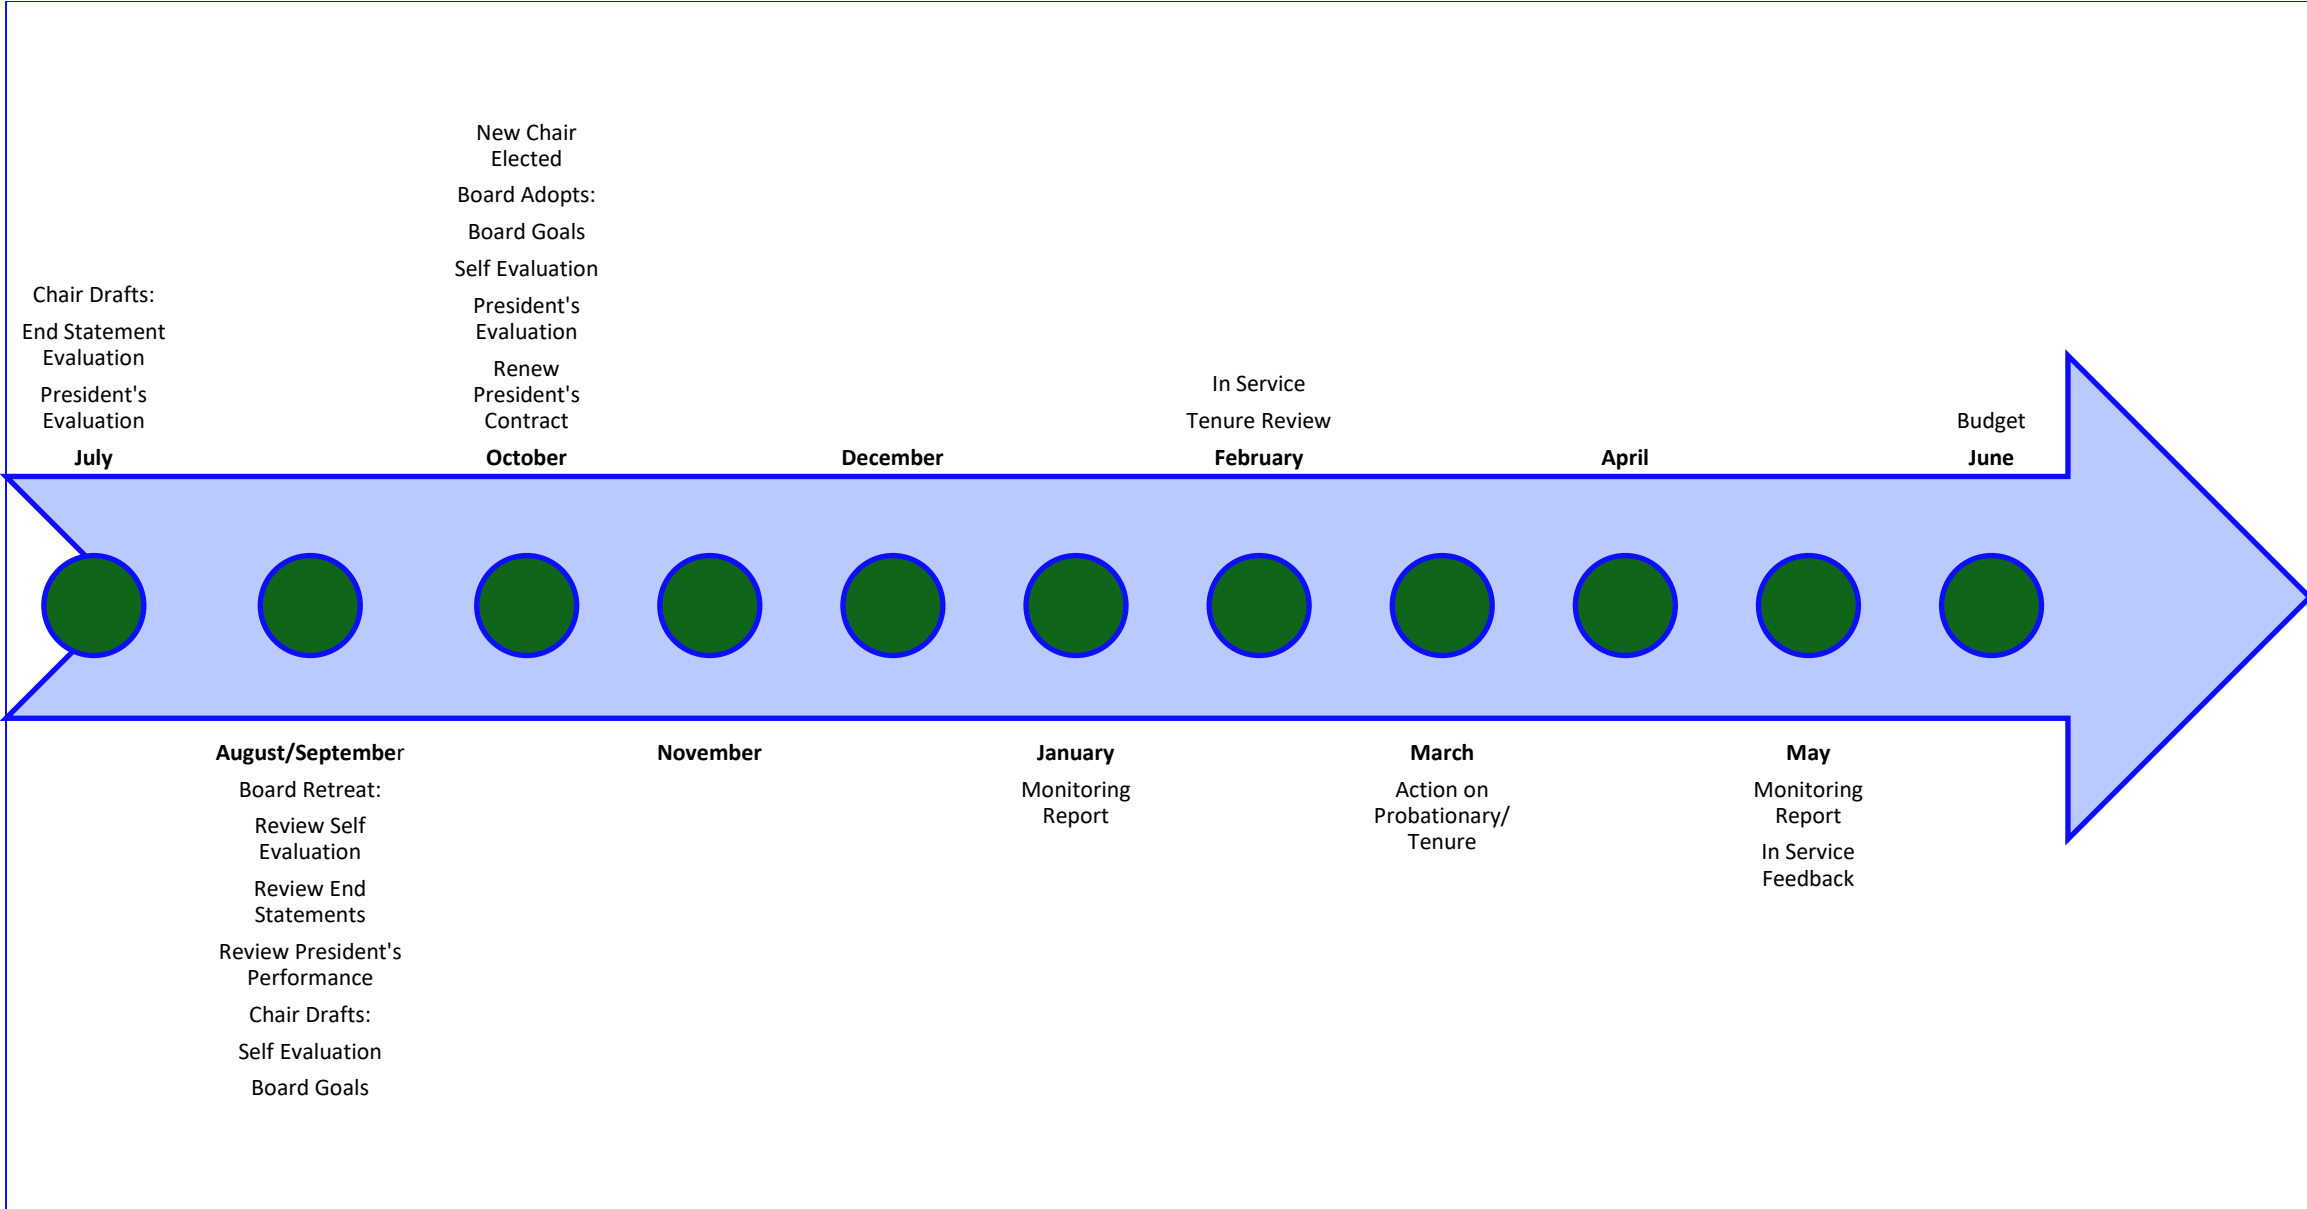 Chair Drafts:
End Statement
Evaluation
President's
Evaluation
July
August/September
Board Retreat:
Review Self
Evaluation
Review End
Statements
Review President's
Performance
Chair Drafts:
Self Evaluation
Board Goals
New Chair
Elected
Board Adopts:
Board Goals
Self Evaluation
President's
Evaluation
Renew
President's
Contract
October
November
December
January
Monitoring
Report
In Service
Tenure Review
February
March
Action on
Probationary/
Tenure
April
May
Monitoring
Report
In Service
Feedback
Budget
June